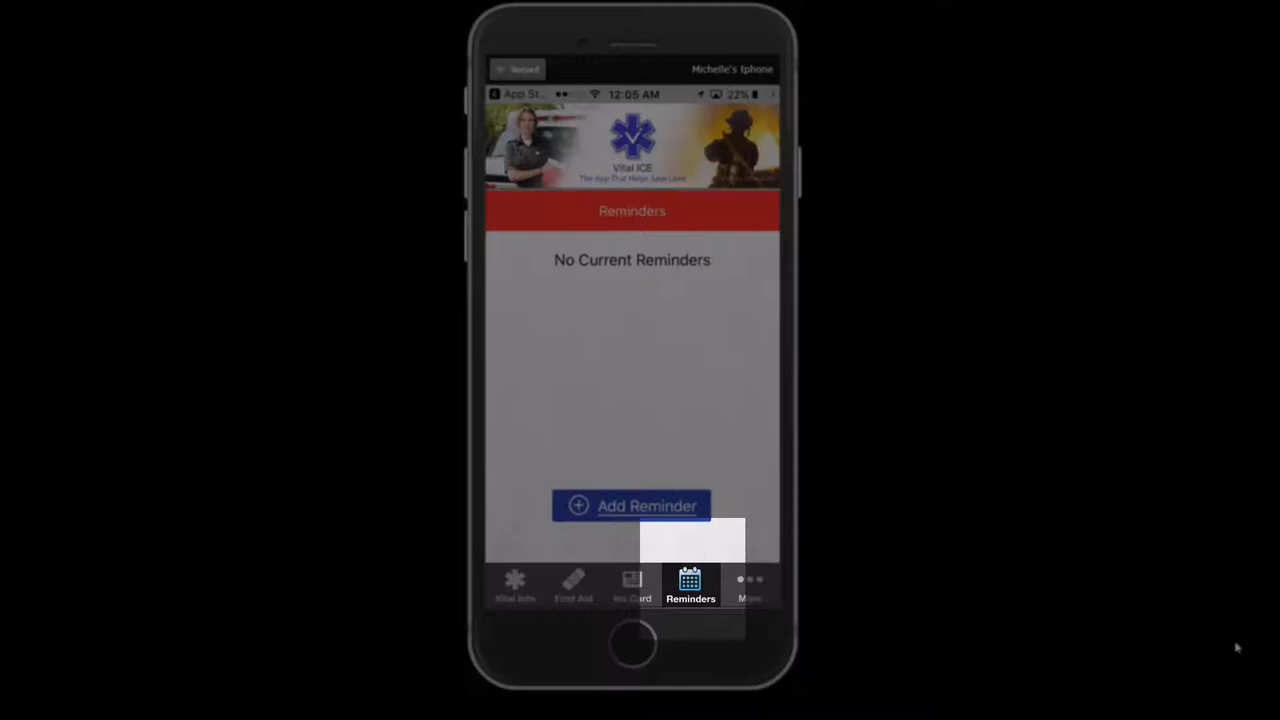 Record
Michelle's Iphone
App St... 12:05 AM 22%
Vital ICE
The App That Helps Save Lives
Reminders
No Current Reminders
Add Reminder
Vital Info First Aid Ins Card Reminders More